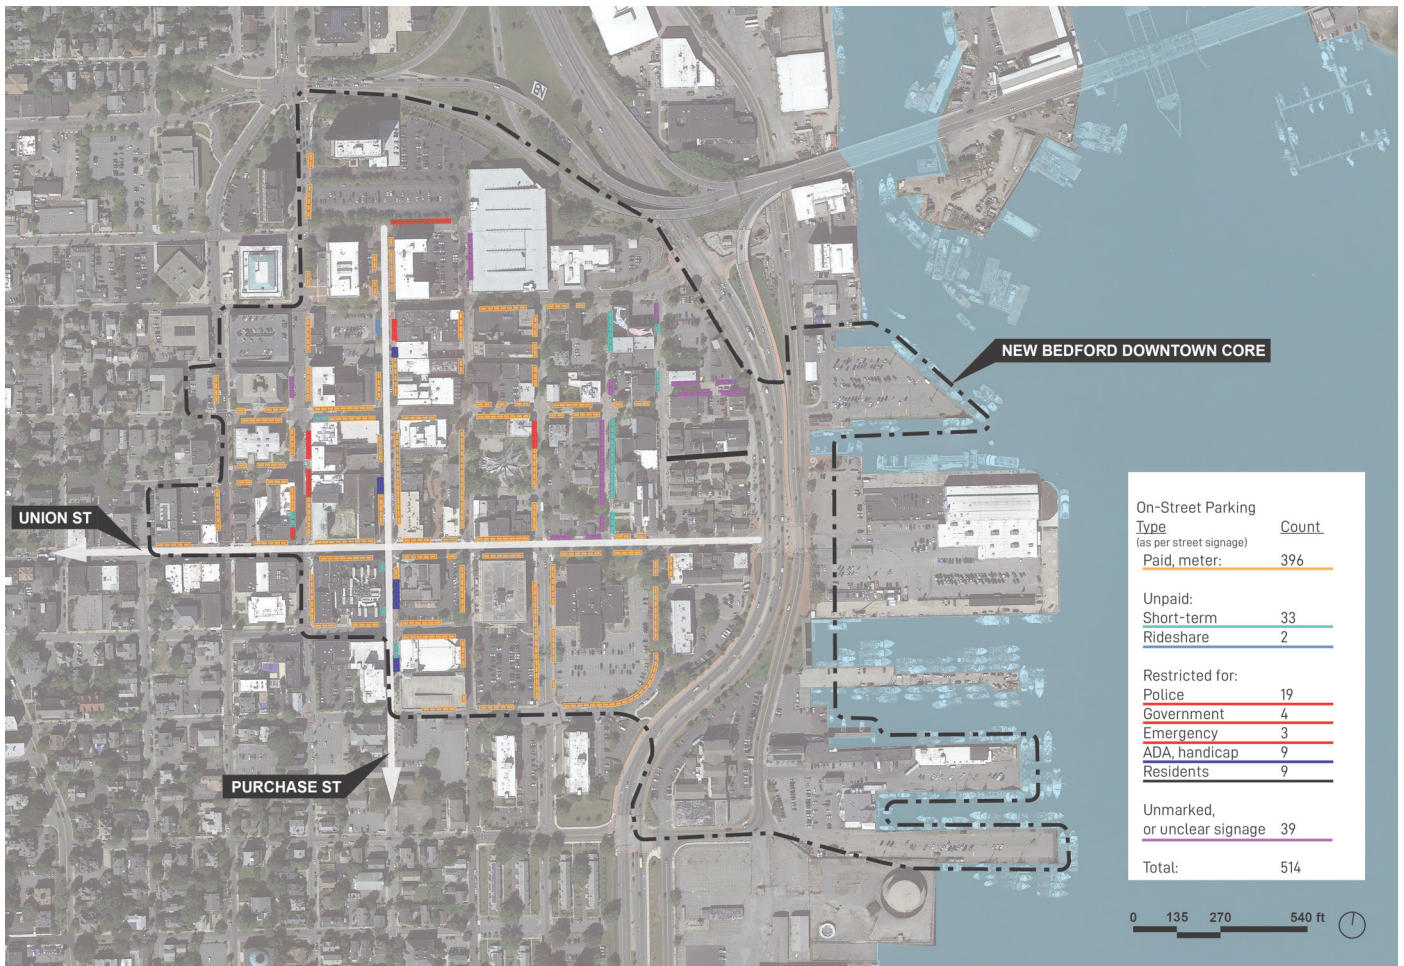 NEW BEDFORD DOWNTOWN CORE
UNION ST
PURCHASE ST
On-Street Parking
Type Count
(as per street signage)
Paid, meter: 396
Unpaid:
Short-term 33
Rideshare 2
Restricted for:
Police 19
Government 4
Emergency 3
ADA, handicap 9
Residents 9
Unmarked,
or unclear signage 39
Total: 514
0 135 270 540 ft